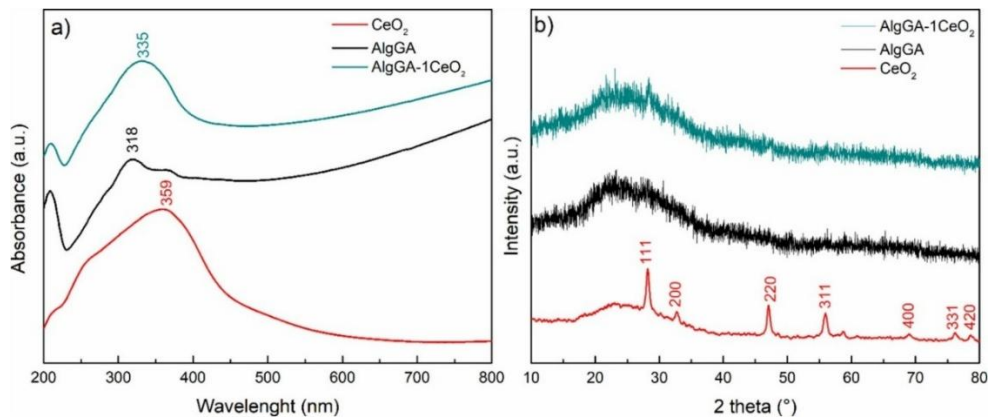 a)
CeO₂
AlgGA
AlgGA-1CeO₂
335
318
359
Absorbance (a.u.)
200 300 400 500 600 700 800
Wavelenght (nm)
b)
AlgGA-1CeO₂
AlgGA
CeO₂
111
200
220
311
400
331
420
Intensity (a.u.)
10 20 30 40 50 60 70 80
2 theta (°)